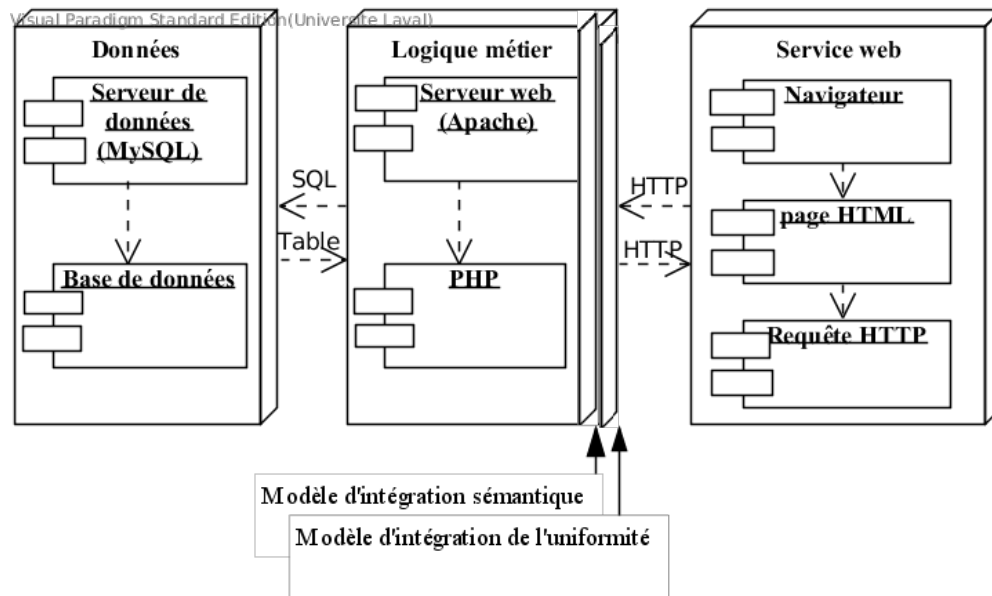 Visual Paradigm Standard Edition(Universite Laval)
Données
Serveur de
données
(MySQL)
Base de données
SQL
Table
Logique métier
Serveur web
(Apache)
PHP
HTTP
HTTP
Service web
Navigateur
page HTML
Requête HTTP
Modèle d'intégration sémantique
Modèle d'intégration de l'uniformité